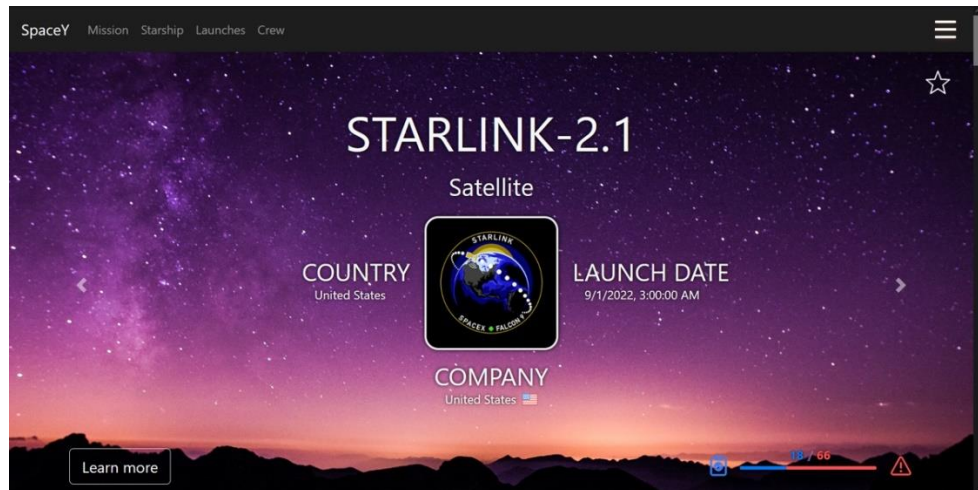 SpaceY Mission Starship Launches Crew
STARLINK-2.1
Satellite
STARLINK
COUNTRY
United States
LAUNCH DATE
9/1/2022, 3:00:00 AM
SPACEX FALCON 9
COMPANY
United States
Learn more
/ 66